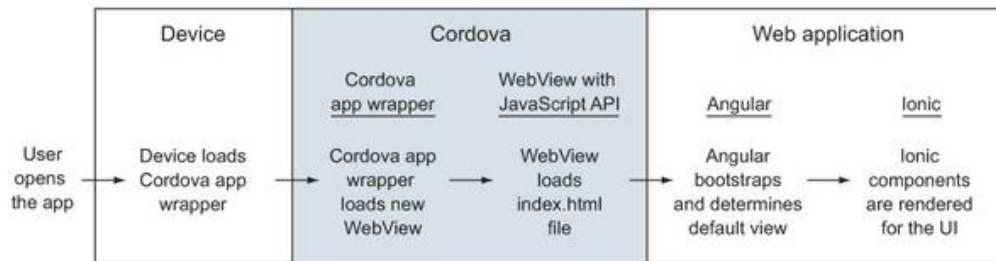 Device
Cordova
Web application
Cordova
app wrapper
WebView with
JavaScript API
Angular
Ionic
User
opens
the app
Device loads
Cordova app
wrapper
Cordova app
wrapper
loads new
WebView
WebView
loads
index.html
file
Angular
bootstraps
and determines
default view
Ionic
components
are rendered
for the UI